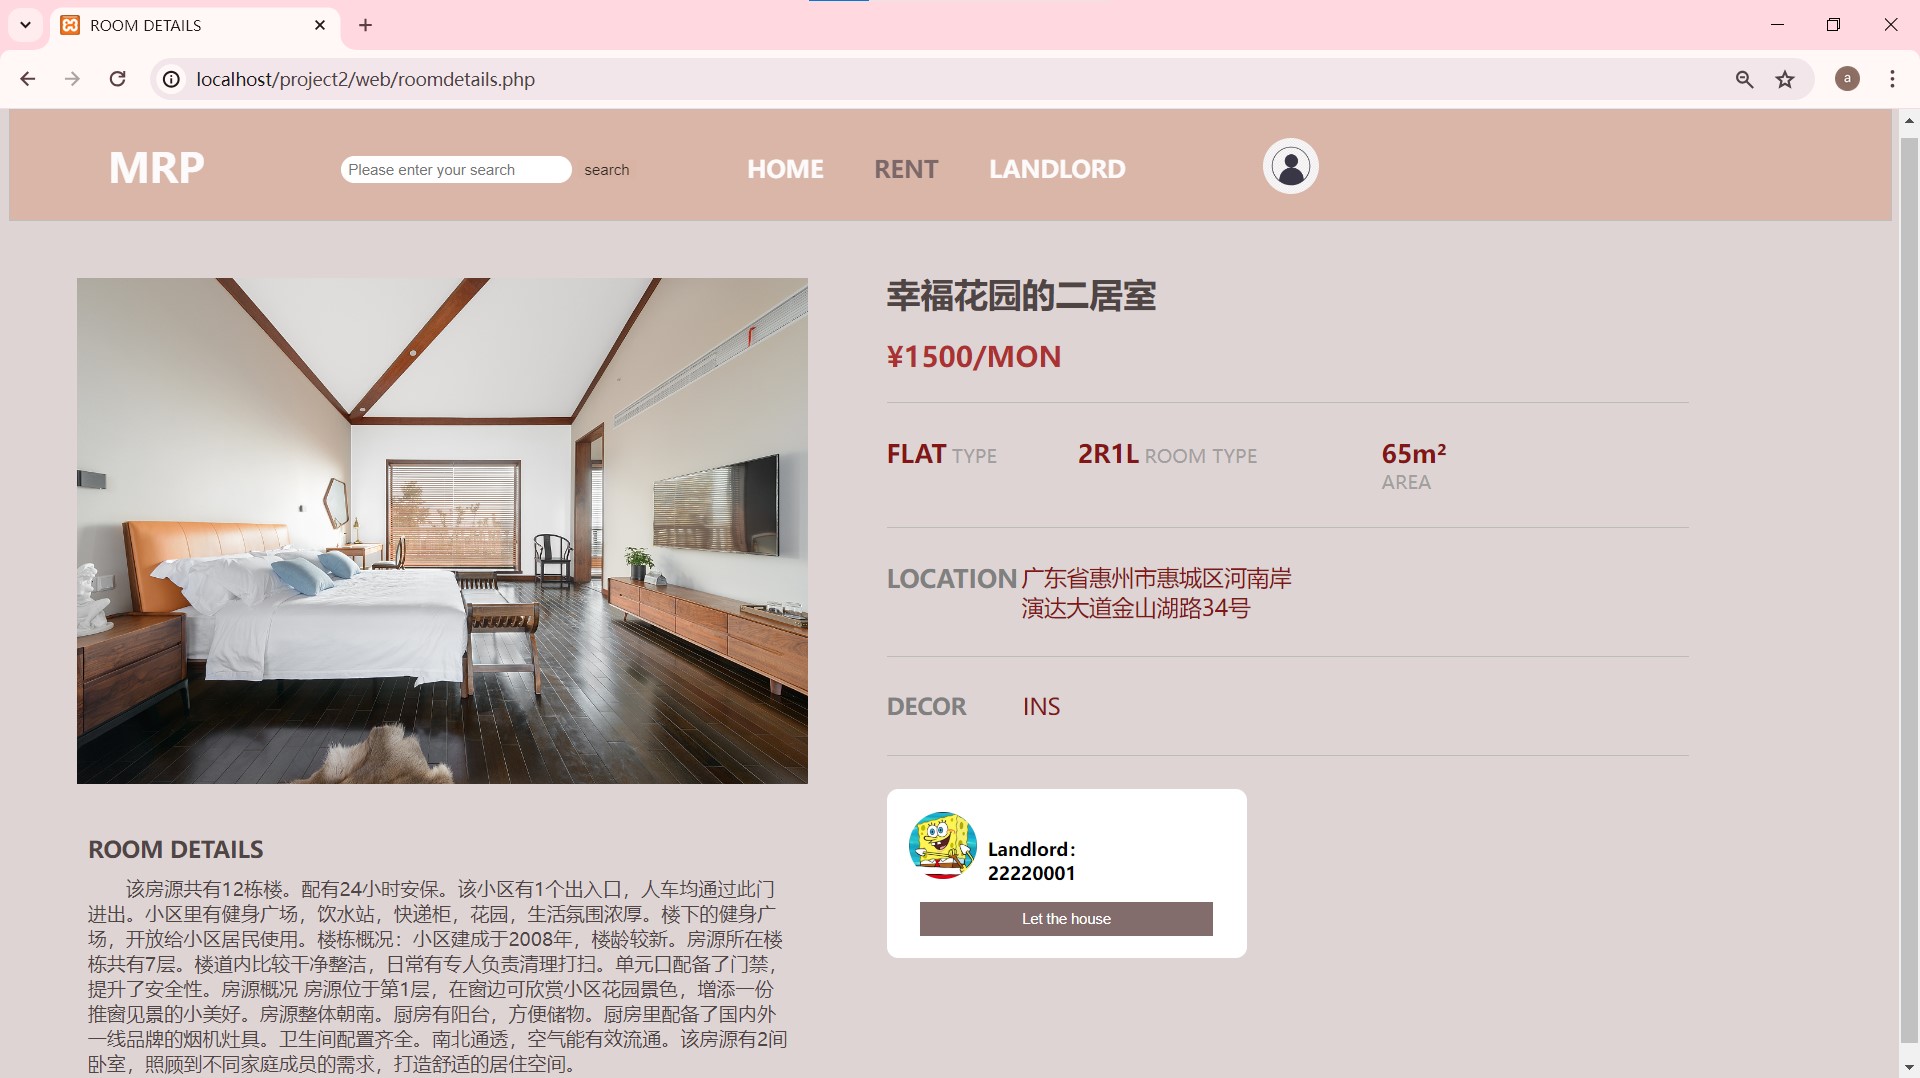 ROOM DETAILS
localhost/project2/web/roomdetails.php
a
MRP
Please enter your search
search
HOME
RENT
LANDLORD
幸福花园的二居室
¥1500/MON
FLAT TYPE
2R1L ROOM TYPE
65m²
AREA
LOCATION 广东省惠州市惠城区河南岸
演达大道金山湖路34号
DECOR INS
Landlord：
22220001
Let the house
ROOM DETAILS
该房源共有12栋楼。配有24小时安保。该小区有1个出入口，人车均通过此门
进出。小区里有健身广场，饮水站，快递柜，花园，生活氛围浓厚。楼下的健身广
场，开放给小区居民使用。楼栋概况：小区建成于2008年，楼龄较新。房源所在楼
栋共有7层。楼道内比较干净整洁，日常有专人负责清理打扫。单元口配备了门禁，
提升了安全性。房源概况 房源位于第1层，在窗边可欣赏小区花园景色，增添一份
推窗见景的小美好。房源整体朝南。厨房有阳台，方便储物。厨房里配备了国内外
一线品牌的烟机灶具。卫生间配置齐全。南北通透，空气能有效流通。该房源有2间
卧室，照顾到不同家庭成员的需求，打造舒适的居住空间。